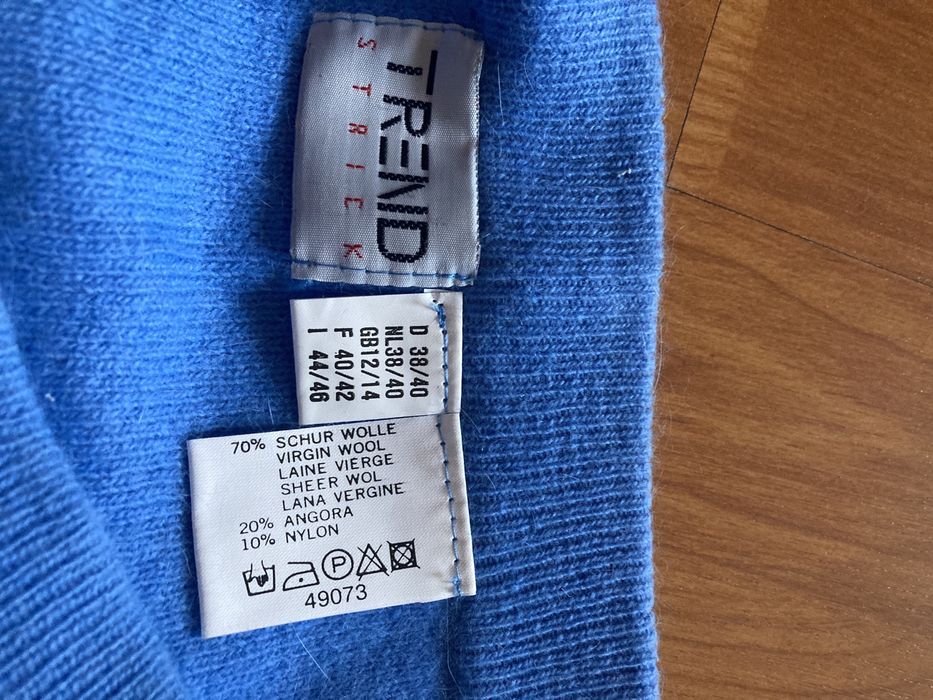 TREND
STRICK
D 38/40
NL38/40
GB12/14
F 40/42
I 44/46
70% SCHUR WOLLE
VIRGIN WOOL
LAINE VIERGE
SHEER WOL
LANA VERGINE
20% ANGORA
10% NYLON
P
49073